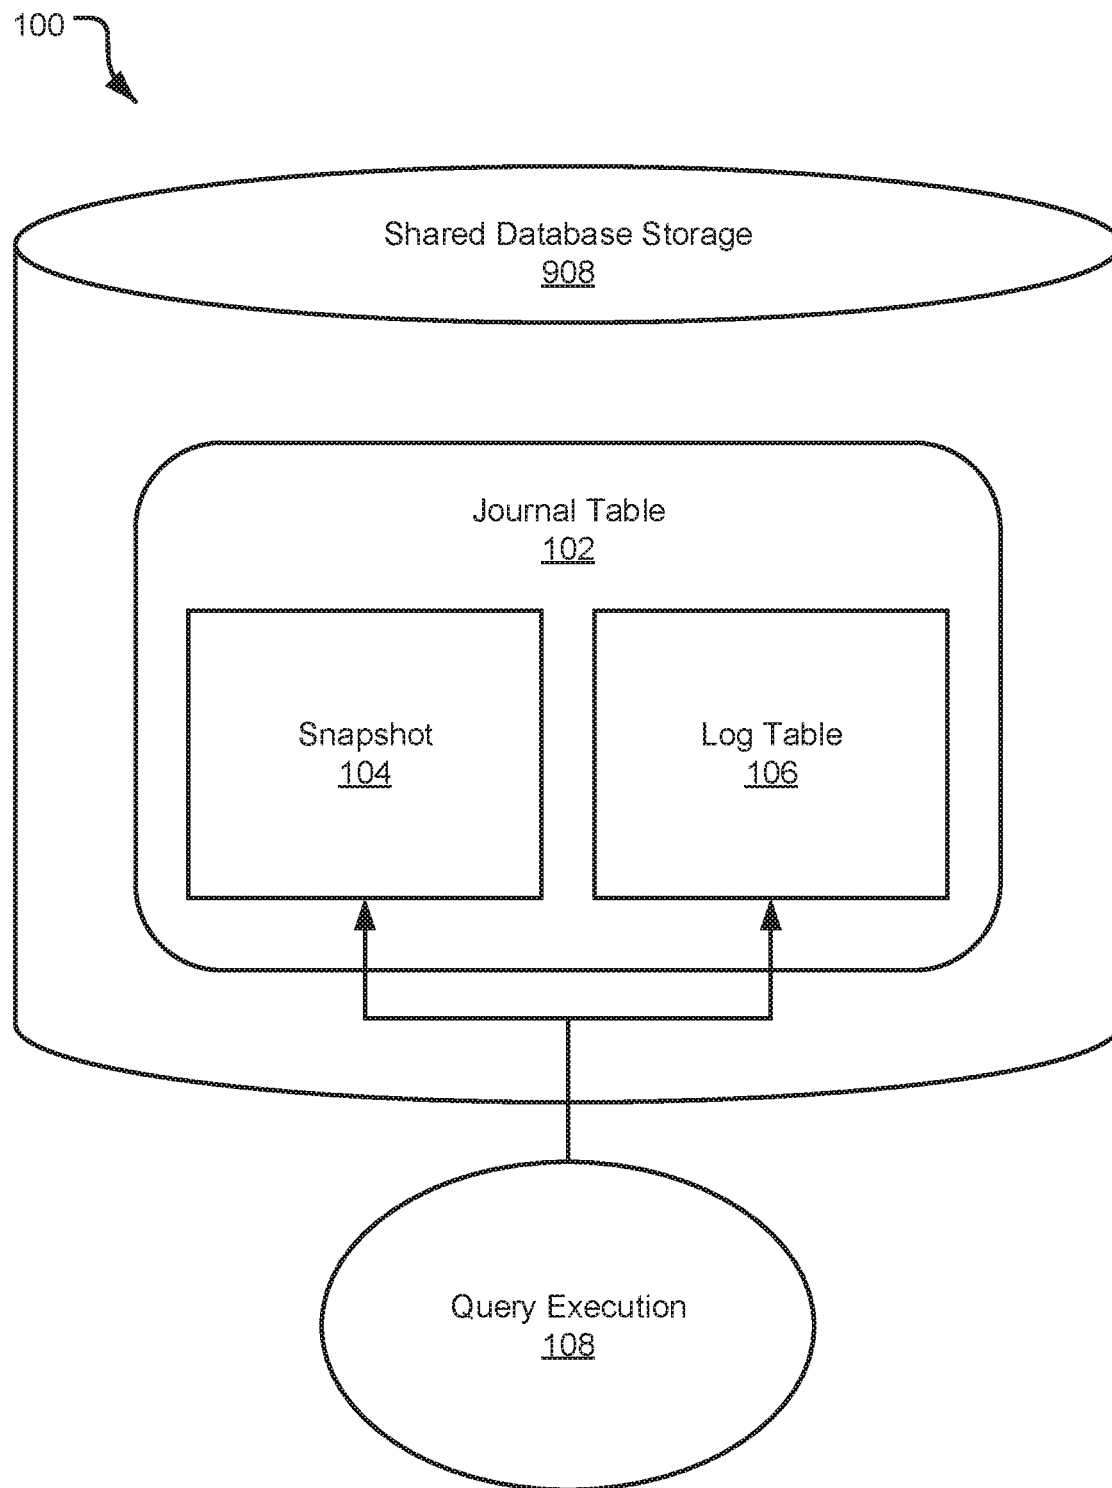 100
Shared Database Storage
908
Journal Table
102
Snapshot
104
Log Table
106
Query Execution
108